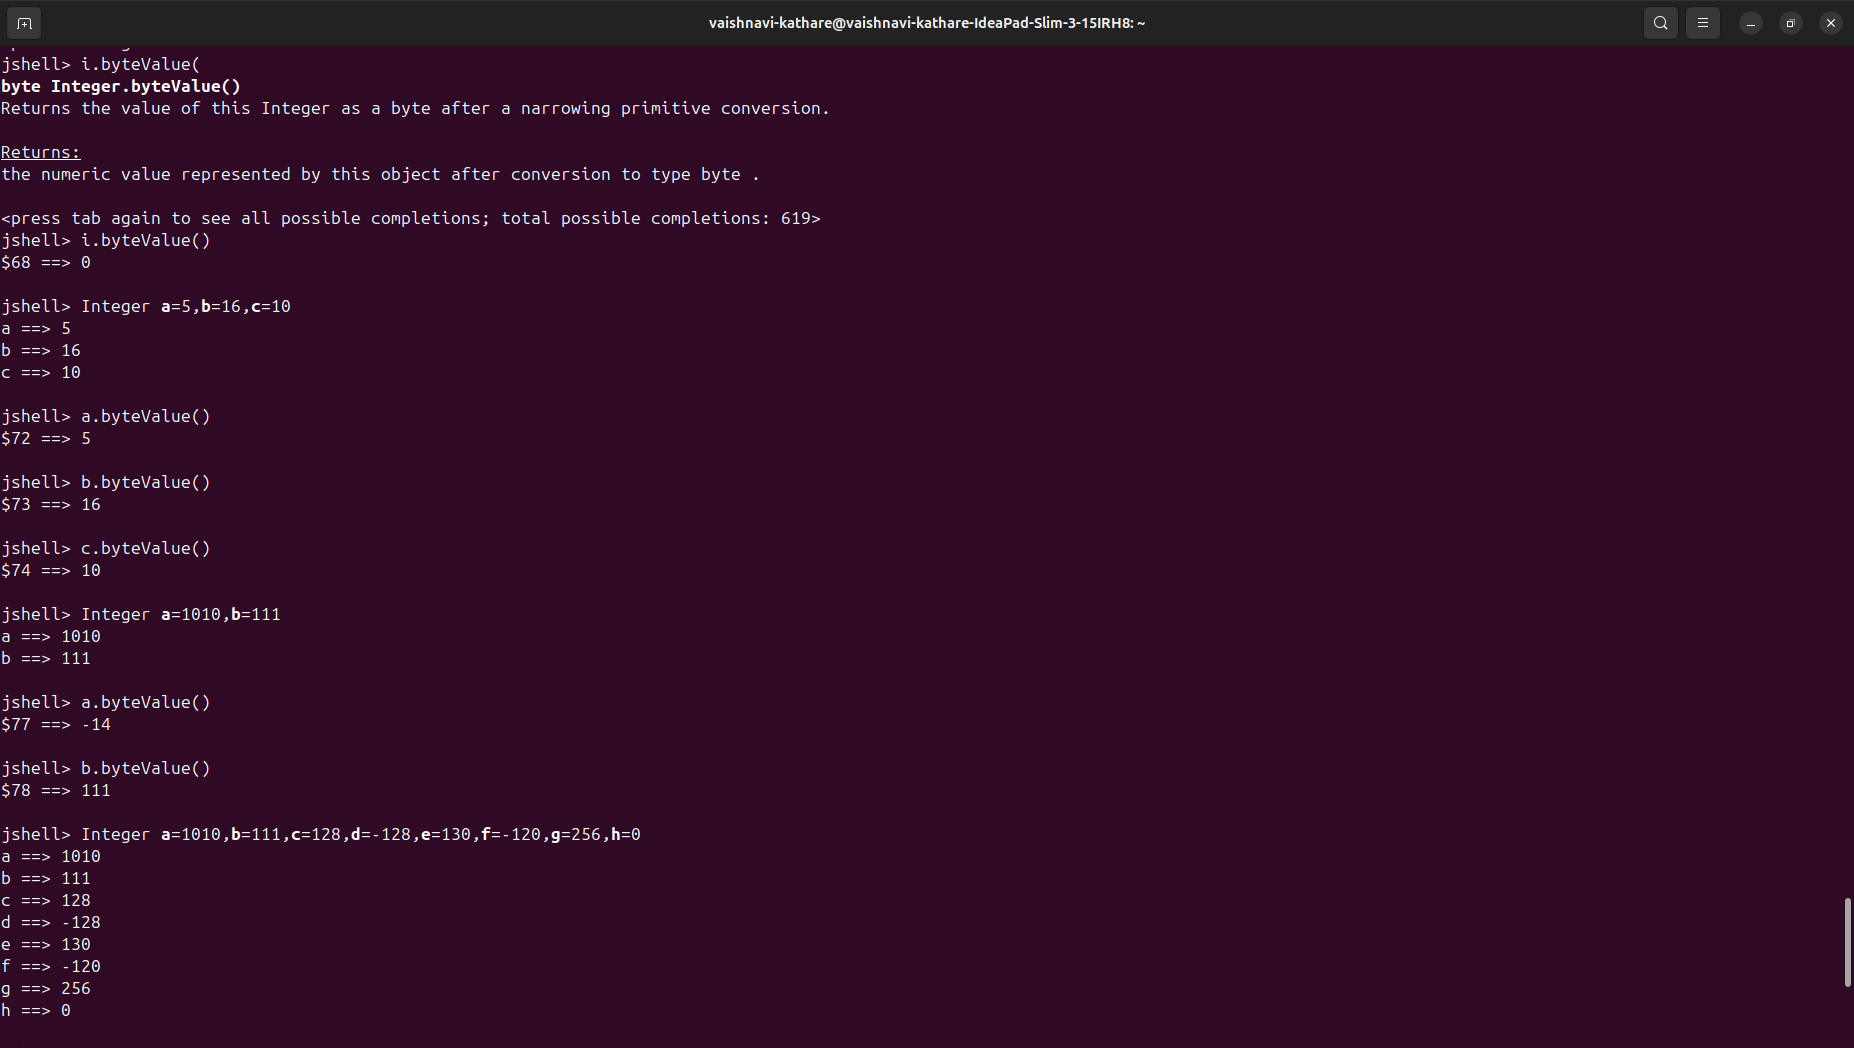 vaishnavi-kathare@vaishnavi-kathare-IdeaPad-Slim-3-15IRH8: ~
jshell> i.byteValue(
byte Integer.byteValue()
Returns the value of this Integer as a byte after a narrowing primitive conversion.
Returns:
the numeric value represented by this object after conversion to type byte .
<press tab again to see all possible completions; total possible completions: 619>
jshell> i.byteValue()
$68 ==> 0
jshell> Integer a=5,b=16,c=10
a ==> 5
b ==> 16
c ==> 10
jshell> a.byteValue()
$72 ==> 5
jshell> b.byteValue()
$73 ==> 16
jshell> c.byteValue()
$74 ==> 10
jshell> Integer a=1010,b=111
a ==> 1010
b ==> 111
jshell> a.byteValue()
$77 ==> -14
jshell> b.byteValue()
$78 ==> 111
jshell> Integer a=1010,b=111,c=128,d=-128,e=130,f=-120,g=256,h=0
a ==> 1010
b ==> 111
c ==> 128
d ==> -128
e ==> 130
f ==> -120
g ==> 256
h ==> 0